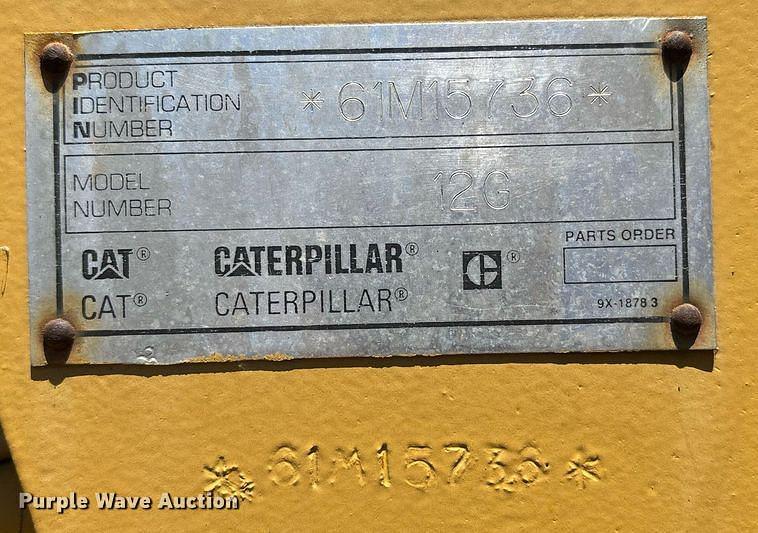 PRODUCT
IDENTIFICATION
NUMBER
*61M15736*
MODEL
NUMBER
12G
CAT® CATERPILLAR® C ®
CAT® CATERPILLAR®
PARTS ORDER
9X-1878 3
*61M15736*
Purple Wave Auction